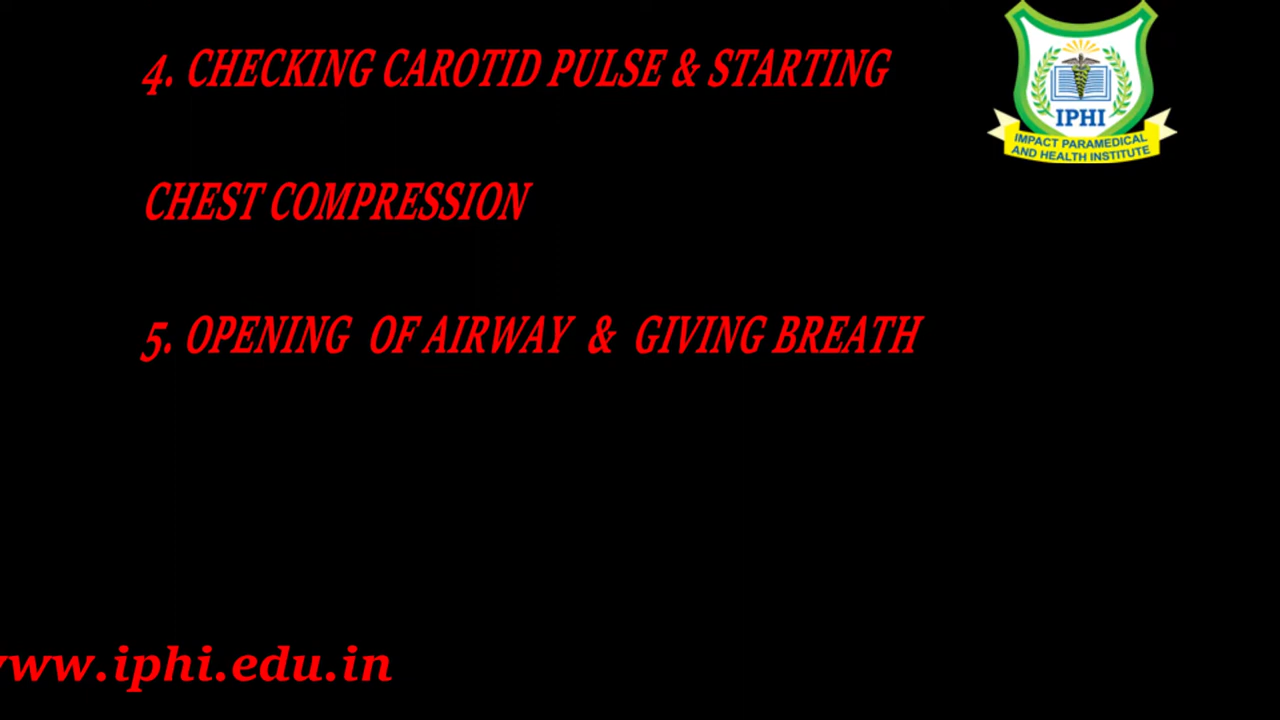 4. CHECKING CAROTID PULSE & STARTING
CHEST COMPRESSION
5. OPENING OF AIRWAY & GIVING BREATH
IPHI
IMPACT PARAMEDICAL
AND HEALTH INSTITUTE
www.iphi.edu.in